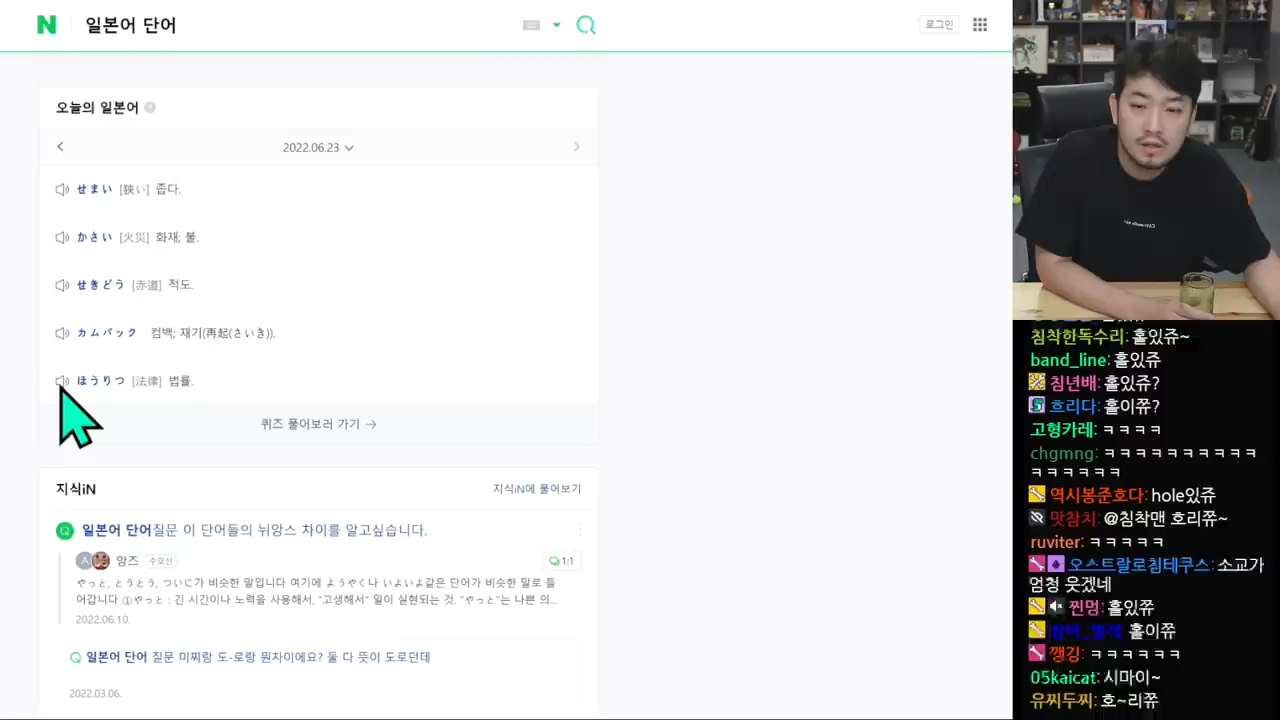 N 일본어 단어
로그인
오늘의 일본어
2022.06.23
せまい [狭い] 좁다.
かさい [火災] 화재; 불.
せきどう [赤道] 적도.
カムバック 컴백; 재기(再起(さいき)).
ほうりつ [法律] 법률.
퀴즈 풀어보러 가기 →
지식iN 지식iN에 물어보기
Q 일본어 단어질문 이 단어들의 뉘앙스 차이를 알고싶습니다.
A 앙즈 수호신 1:1
やっと, とうとう, ついに가 비슷한 말입니다 여기에 ようやく나 いよいよ같은 단어가 비슷한 말로 들
어갑니다 ①やっと : 긴 시간이나 노력을 사용해서, "고생해서" 일이 실현되는 것. "やっと"는 나쁜 의...
2022.06.10.
일본어 단어 질문 미찌랑 도-로랑 뭔차이에요? 둘 다 뜻이 도로던데
2022.03.06.
침착한독수리: 홀있쥬~
band_line: 홀있쥬
침년배: 홀있쥬?
흐리다: 홀이쮸?
고형카레: ㅋㅋㅋㅋ
chgmng: ㅋㅋㅋㅋㅋㅋㅋㅋㅋㅋ
ㅋㅋㅋㅋㅋㅋ
역시봉준호다: hole있쥬
맛참치: @침착맨 호리쮸~
ruviter: ㅋㅋㅋㅋㅋ
오스트랄로침테쿠스: 소교가
엄청 웃겼네
찐멈: 홀있쮸
홀이쮸
깽깅: ㅋㅋㅋㅋㅋㅋ
05kaicat: 시마이~
유찌두찌: 호~리쮸